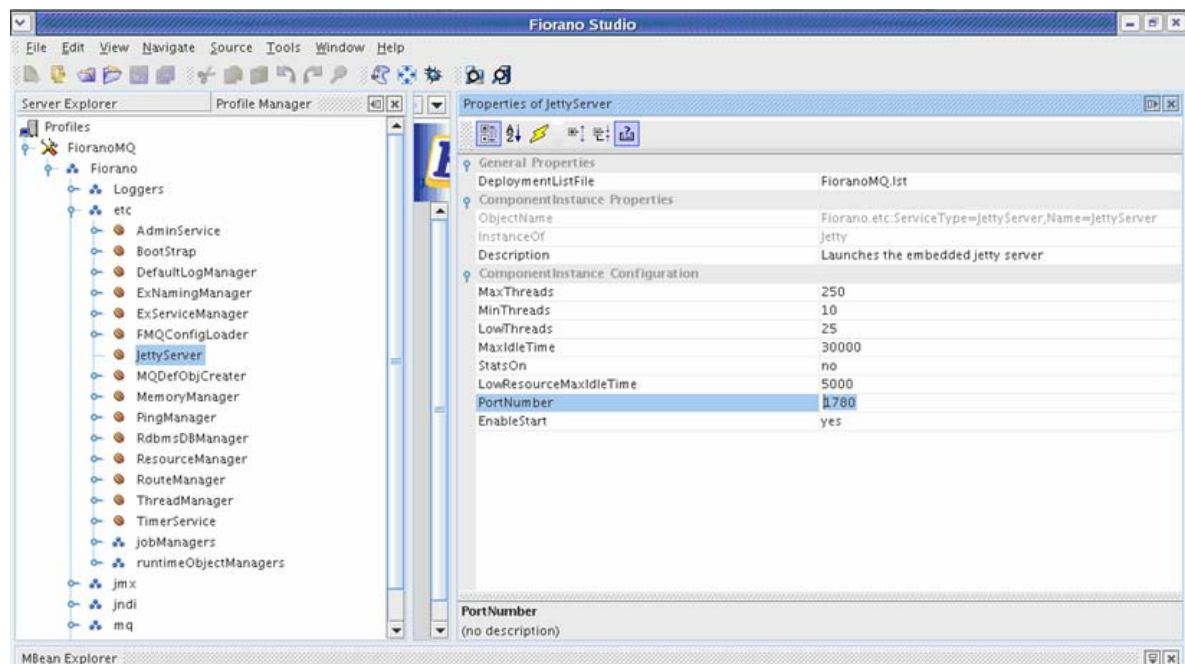 Fiorano Studio
File Edit View Navigate Source Tools Window Help
Server Explorer Profile Manager
Profiles
FioranoMQ
Fiorano
Loggers
etc
AdminService
BootStrap
DefaultLogManager
ExNamingManager
ExServiceManager
FMQConfigLoader
JettyServer
MQDefObjCreater
MemoryManager
PingManager
RdbmsDBManager
ResourceManager
RouteManager
ThreadManager
TimerService
jobManagers
runtimeObjectManagers
jmx
jndi
mq
Properties of JettyServer
General Properties
DeploymentListFile FioranoMQ.lst
ComponentInstance Properties
ObjectName Fiorano.etc:ServiceType=JettyServer,Name=JettyServer
InstanceOf Jetty
Description Launches the embedded jetty server
ComponentInstance Configuration
MaxThreads 250
MinThreads 10
LowThreads 25
MaxIdleTime 30000
StatsOn no
LowResourceMaxIdleTime 5000
PortNumber 1780
EnableStart yes
PortNumber
(no description)
MBean Explorer